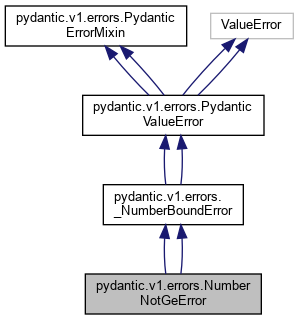 pydantic.v1.errors.Pydantic
ErrorMixin
ValueError
pydantic.v1.errors.Pydantic
ValueError
pydantic.v1.errors.
_NumberBoundError
pydantic.v1.errors.Number
NotGeError